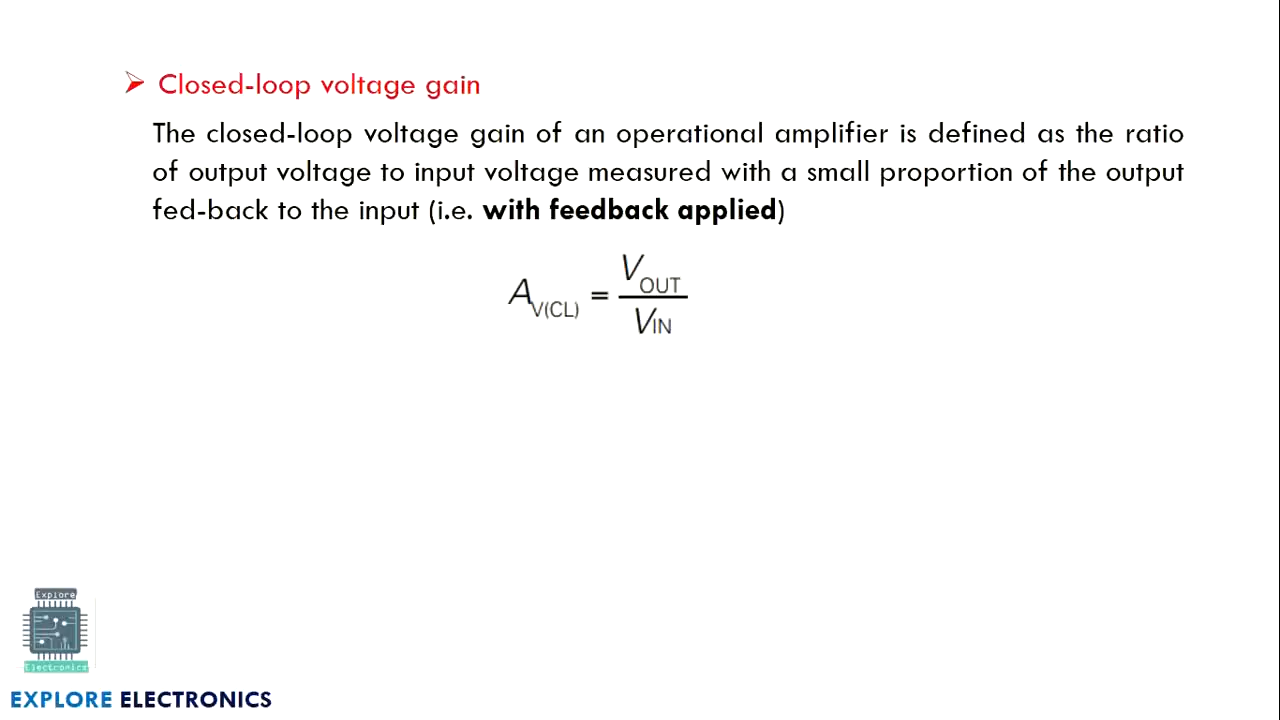 Closed-loop voltage gain
The closed-loop voltage gain of an operational amplifier is defined as the ratio
of output voltage to input voltage measured with a small proportion of the output
fed-back to the input (i.e. with feedback applied)
A_V(CL) = V_OUT / V_IN
Explore
Electronics
EXPLORE ELECTRONICS